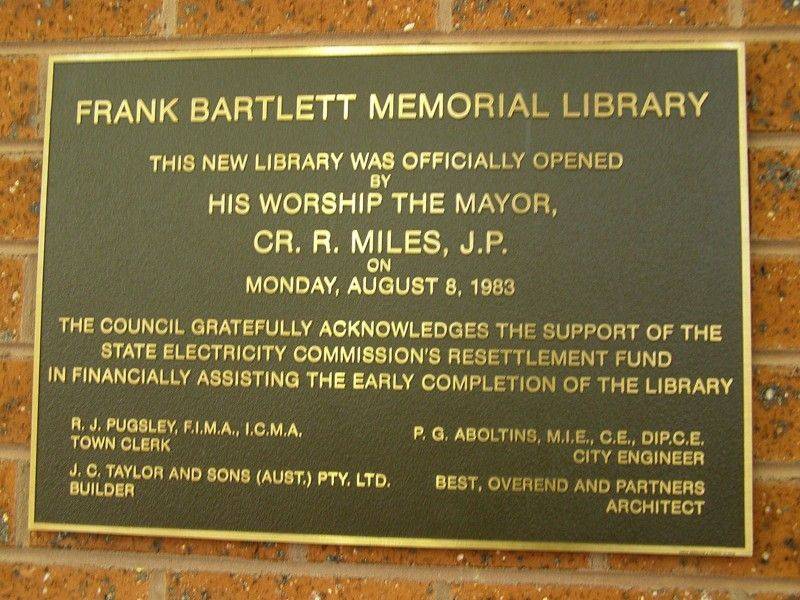 FRANK BARTLETT MEMORIAL LIBRARY
THIS NEW LIBRARY WAS OFFICIALLY OPENED
BY
HIS WORSHIP THE MAYOR,
CR. R. MILES, J.P.
ON
MONDAY, AUGUST 8, 1983
THE COUNCIL GRATEFULLY ACKNOWLEDGES THE SUPPORT OF THE
STATE ELECTRICITY COMMISSION'S RESETTLEMENT FUND
IN FINANCIALLY ASSISTING THE EARLY COMPLETION OF THE LIBRARY
R. J. PUGSLEY, F.I.M.A., I.C.M.A.
TOWN CLERK
J. C. TAYLOR AND SONS (AUST.) PTY. LTD.
BUILDER
P. G. ABOLTINS, M.I.E., C.E., DIP.C.E.
CITY ENGINEER
BEST, OVEREND AND PARTNERS
ARCHITECT